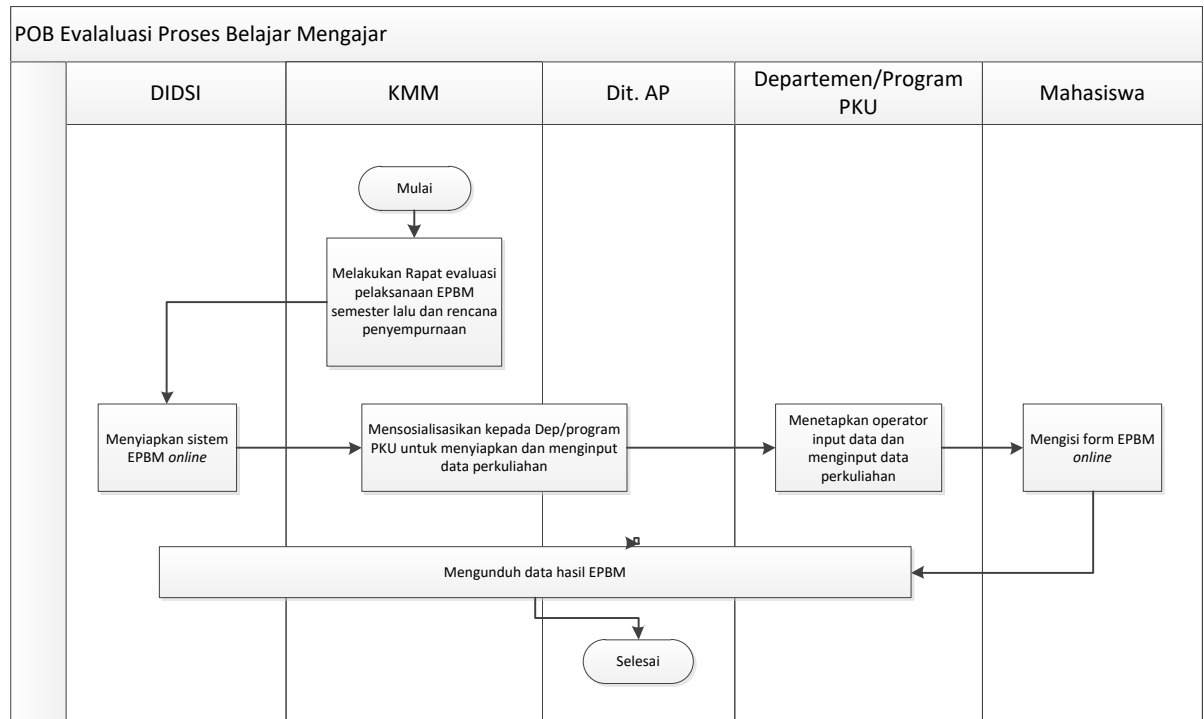 POB Evalaluasi Proses Belajar Mengajar
DIDSI
KMM
Dit. AP
Departemen/Program
PKU
Mahasiswa
Mulai
Melakukan Rapat evaluasi
pelaksanaan EPBM
semester lalu dan rencana
penyempurnaan
Menyiapkan sistem
EPBM online
Mensosialisasikan kepada Dep/program
PKU untuk menyiapkan dan menginput
data perkuliahan
Menetapkan operator
input data dan
menginput data
perkuliahan
Mengisi form EPBM
online
Mengunduh data hasil EPBM
Selesai